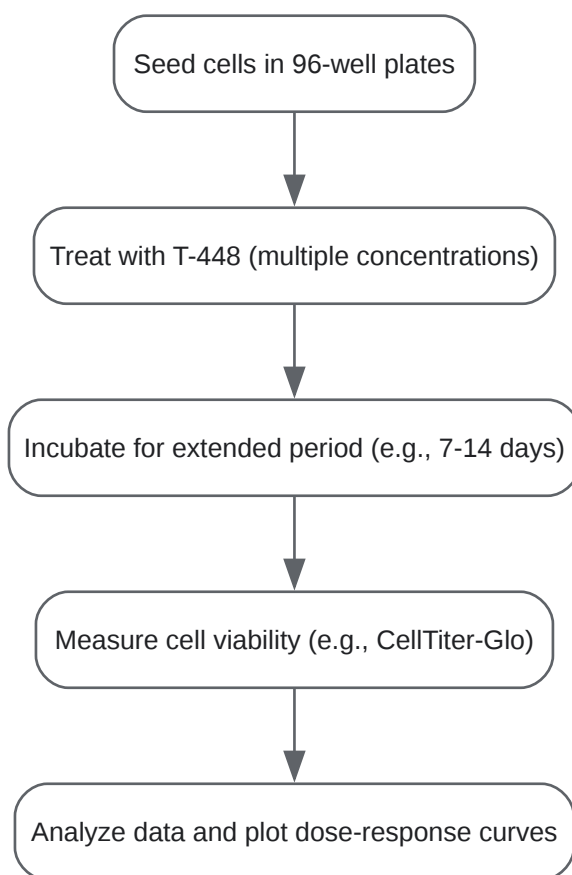 Seed cells in 96-well plates
Treat with T-448 (multiple concentrations)
Incubate for extended period (e.g., 7-14 days)
Measure cell viability (e.g., CellTiter-Glo)
Analyze data and plot dose-response curves